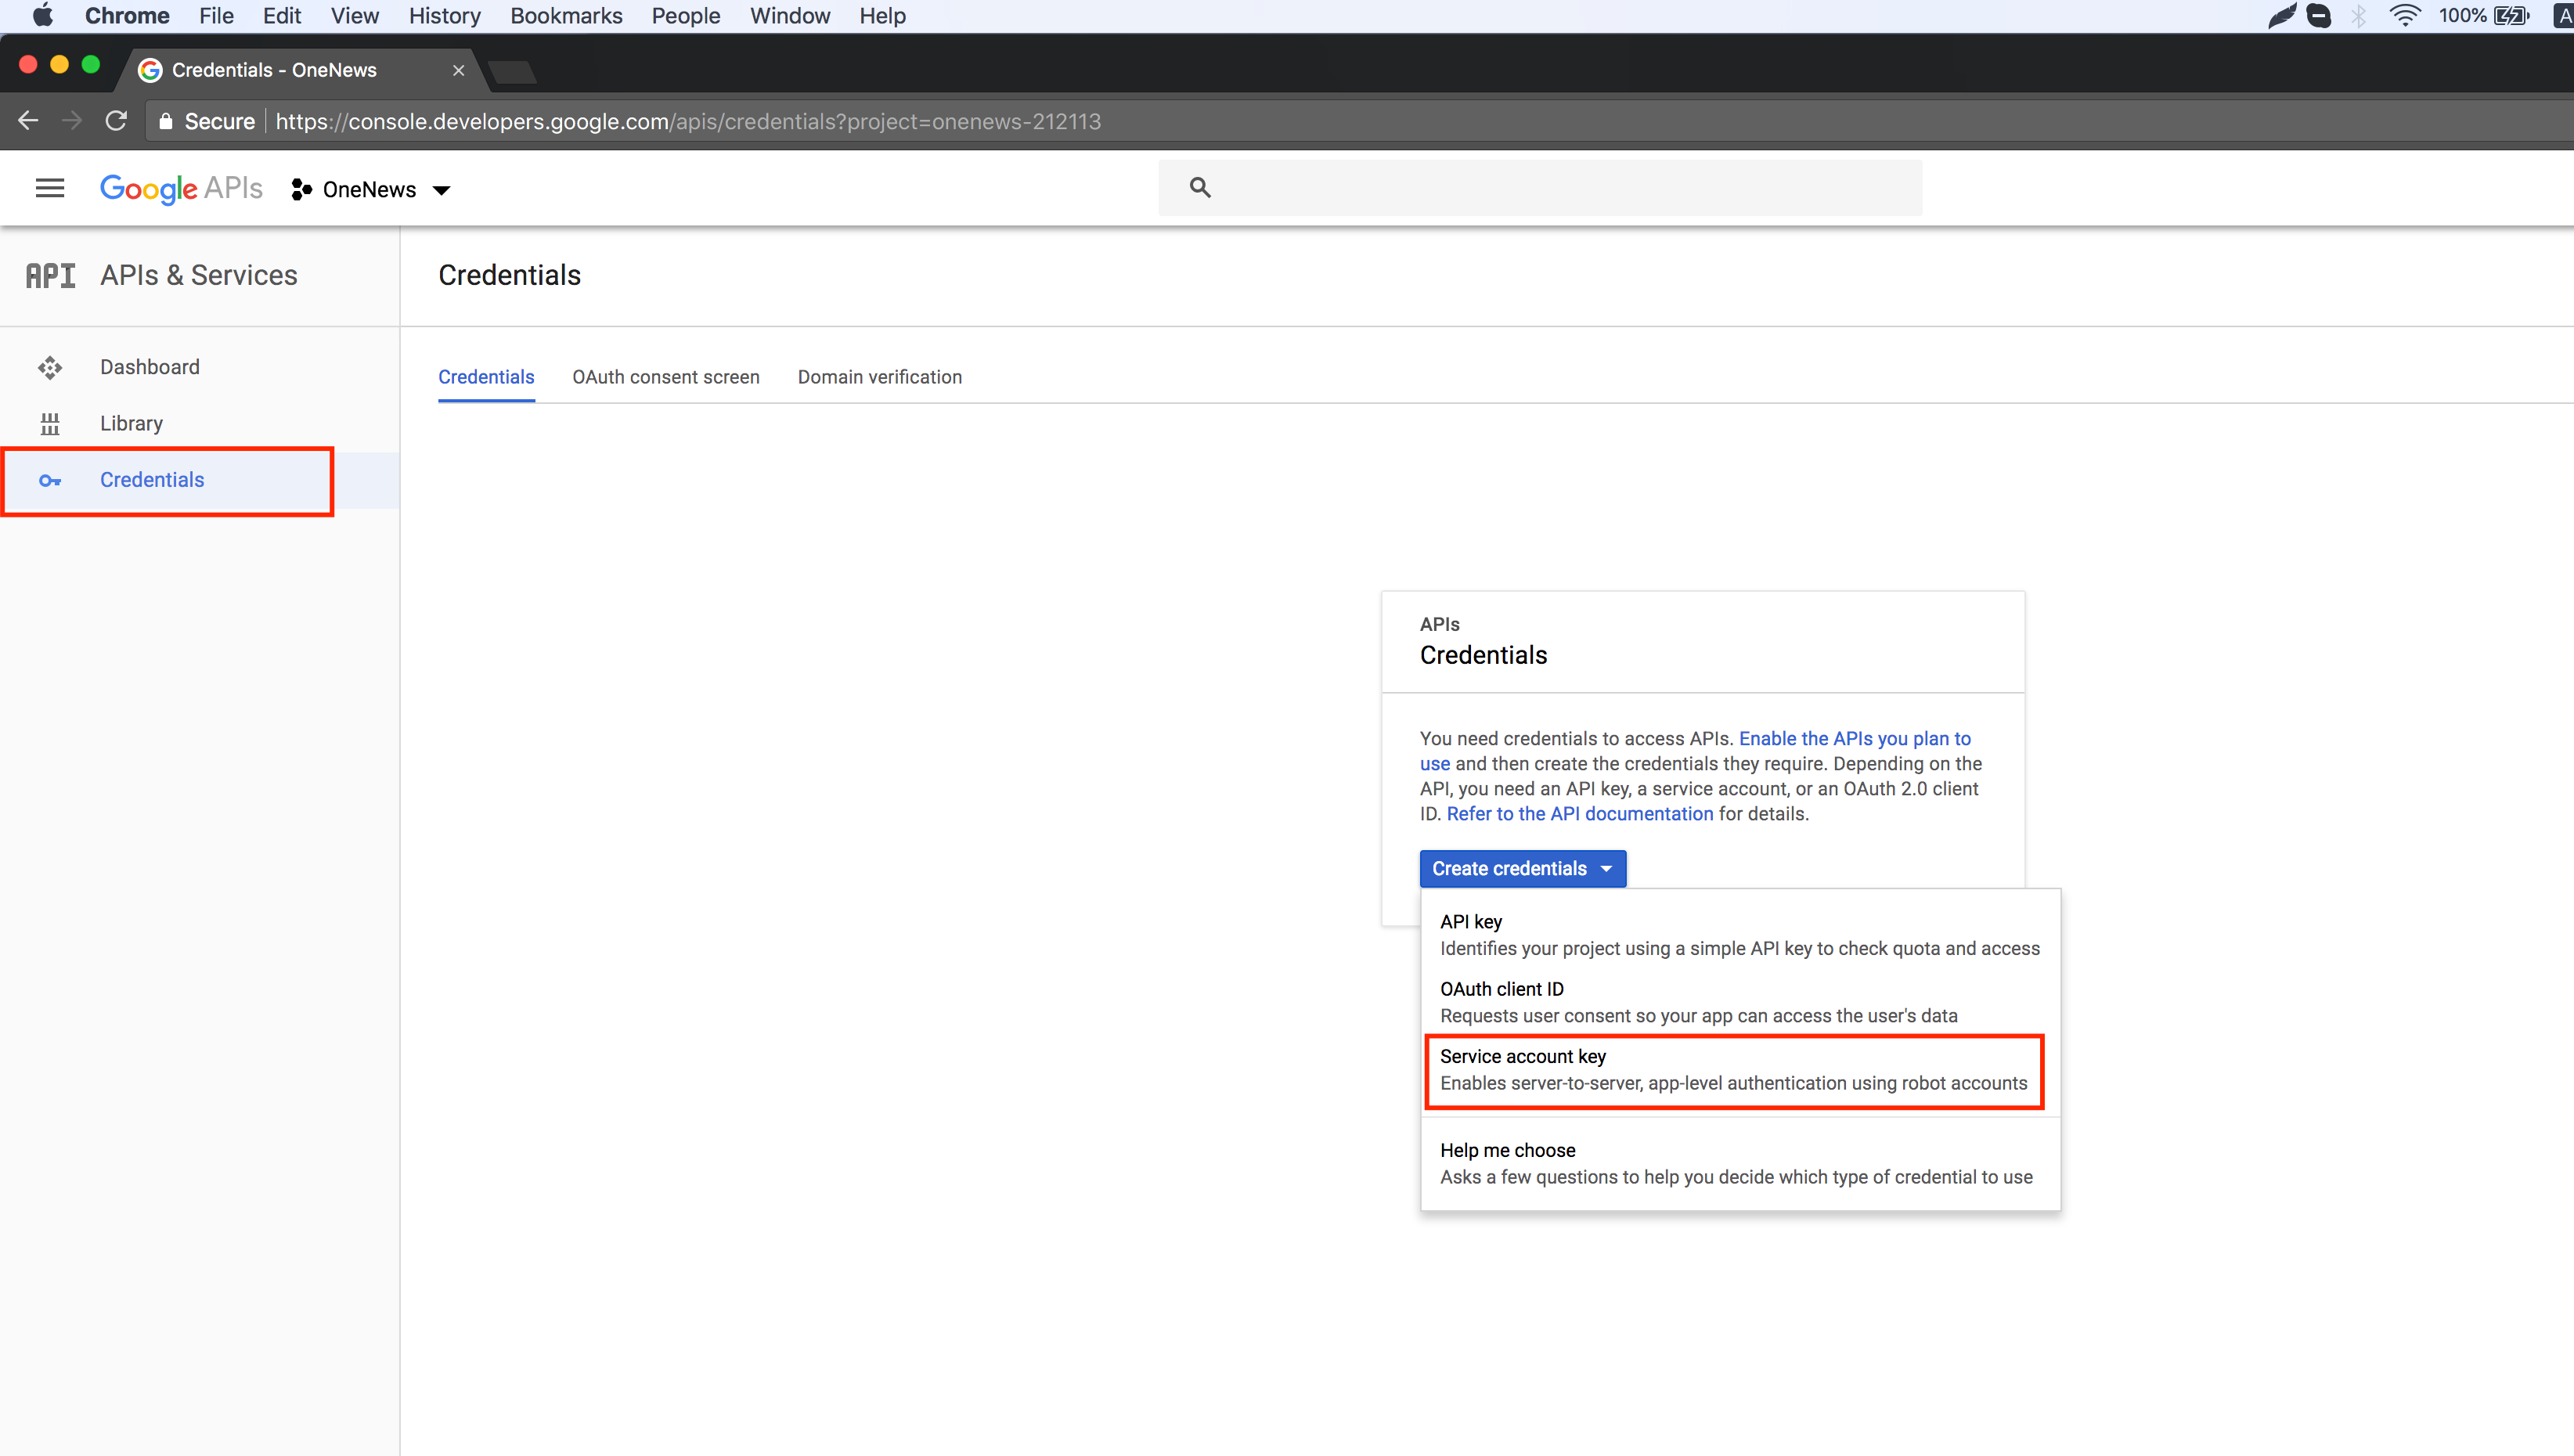 Chrome File Edit View History Bookmarks People Window Help 100% A
Credentials - OneNews
Secure https://console.developers.google.com/apis/credentials?project=onenews-212113
Google APIs OneNews
API APIs & Services
Credentials
Dashboard
Library
Credentials
Credentials OAuth consent screen Domain verification
APIs
Credentials
You need credentials to access APIs. Enable the APIs you plan to
use and then create the credentials they require. Depending on the
API, you need an API key, a service account, or an OAuth 2.0 client
ID. Refer to the API documentation for details.
Create credentials
API key
Identifies your project using a simple API key to check quota and access
OAuth client ID
Requests user consent so your app can access the user's data
Service account key
Enables server-to-server, app-level authentication using robot accounts
Help me choose
Asks a few questions to help you decide which type of credential to use